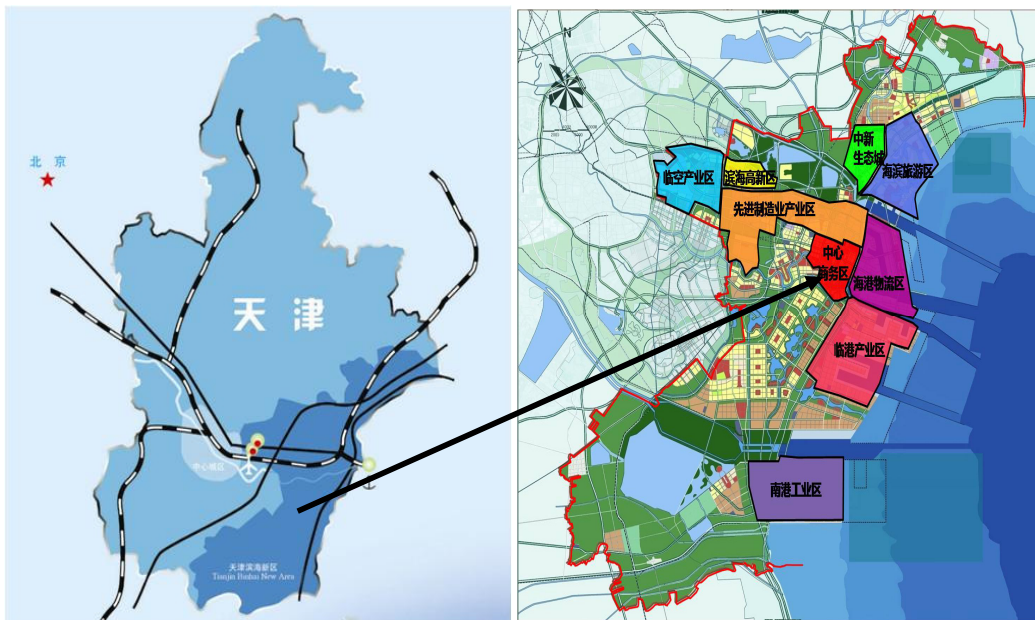 北京
天津
中心城区
天津滨海新区
Tianjin Binhai New Area
N
中新
生态城
海滨旅游区
临空产业区
滨海高新区
先进制造业产业区
中心
商务区
海港物流区
临港产业区
南港工业区